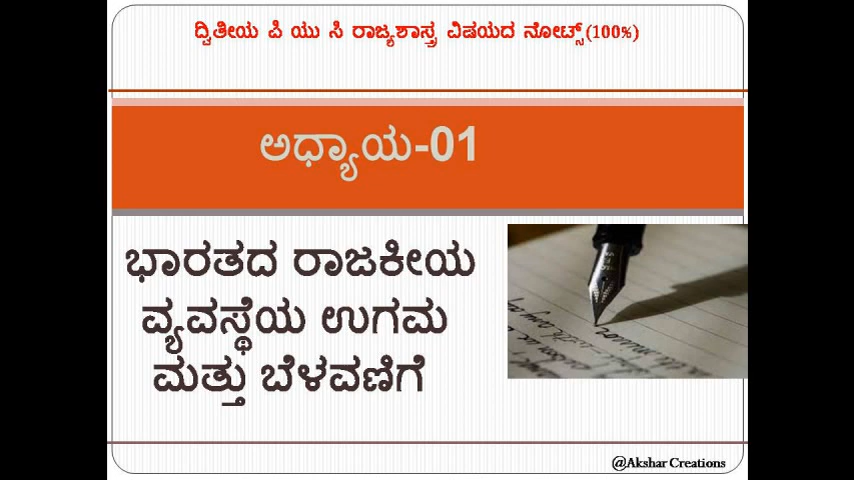 ದ್ವಿತೀಯ ಪಿ ಯು ಸಿ ರಾಜ್ಯಶಾಸ್ತ್ರ ವಿಷಯದ ನೋಟ್ಸ್(100%)
ಅಧ್ಯಾಯ-01
ಭಾರತದ ರಾಜಕೀಯ
ವ್ಯವಸ್ಥೆಯ ಉಗಮ
ಮತ್ತು ಬೆಳವಣಿಗೆ
@Akshar Creations